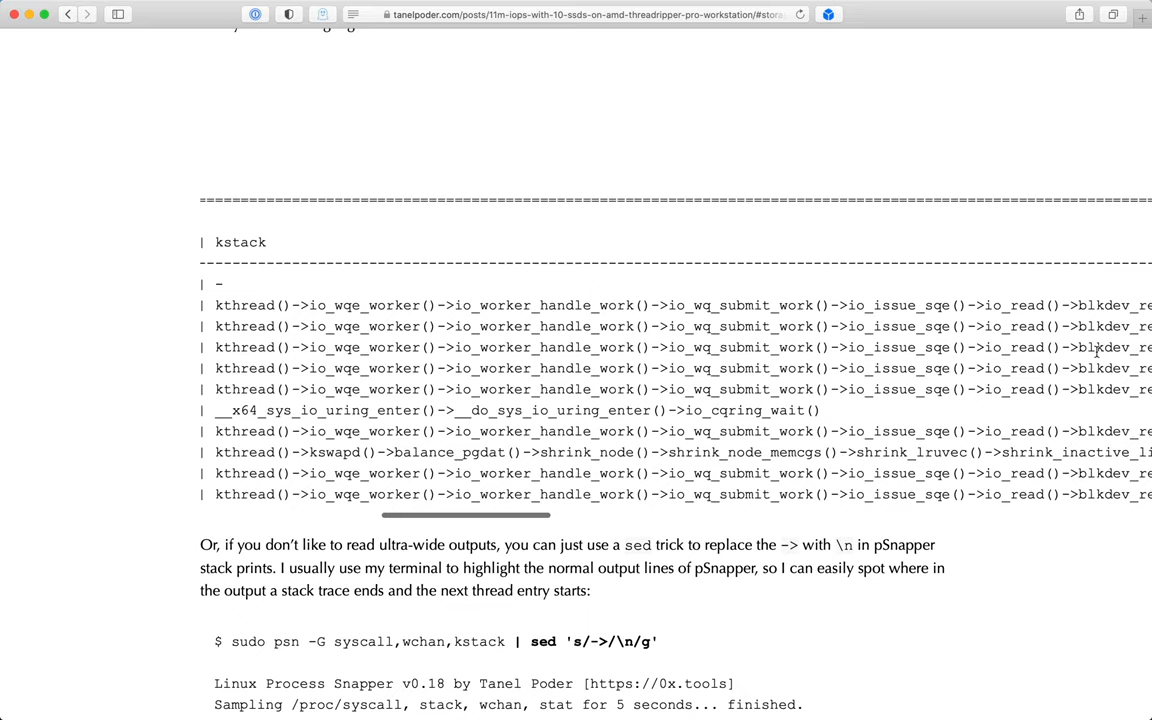 tanelpoder.com/posts/11m-iops-with-10-ssds-on-amd-threadripper-pro-workstation/#stora
================================================================================================================
| kstack
----------------------------------------------------------------------------------------------------------------
| -
| kthread()->io_wqe_worker()->io_worker_handle_work()->io_wq_submit_work()->io_issue_sqe()->io_read()->blkdev_re
| kthread()->io_wqe_worker()->io_worker_handle_work()->io_wq_submit_work()->io_issue_sqe()->io_read()->blkdev_re
| kthread()->io_wqe_worker()->io_worker_handle_work()->io_wq_submit_work()->io_issue_sqe()->io_read()->blkdev_re
| kthread()->io_wqe_worker()->io_worker_handle_work()->io_wq_submit_work()->io_issue_sqe()->io_read()->blkdev_re
| kthread()->io_wqe_worker()->io_worker_handle_work()->io_wq_submit_work()->io_issue_sqe()->io_read()->blkdev_re
| __x64_sys_io_uring_enter()->__do_sys_io_uring_enter()->io_cqring_wait()
| kthread()->io_wqe_worker()->io_worker_handle_work()->io_wq_submit_work()->io_issue_sqe()->io_read()->blkdev_re
| kthread()->kswapd()->balance_pgdat()->shrink_node()->shrink_node_memcgs()->shrink_lruvec()->shrink_inactive_li
| kthread()->io_wqe_worker()->io_worker_handle_work()->io_wq_submit_work()->io_issue_sqe()->io_read()->blkdev_re
| kthread()->io_wqe_worker()->io_worker_handle_work()->io_wq_submit_work()->io_issue_sqe()->io_read()->blkdev_re
Or, if you don't like to read ultra-wide outputs, you can just use a sed trick to replace the -> with \n in pSnapper
stack prints. I usually use my terminal to highlight the normal output lines of pSnapper, so I can easily spot where in
the output a stack trace ends and the next thread entry starts:
$ sudo psn -G syscall,wchan,kstack | sed 's/->/\n/g'
Linux Process Snapper v0.18 by Tanel Poder [https://0x.tools]
Sampling /proc/syscall, stack, wchan, stat for 5 seconds... finished.